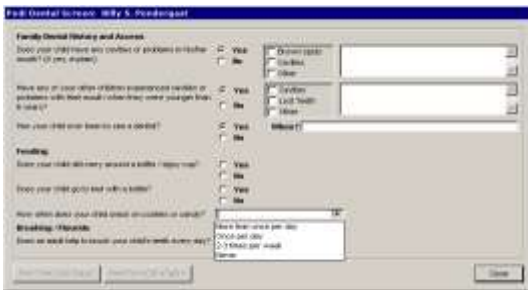 Pedi Dental Screen: Billy S. Pendergast
Family Dental History and Access
Does your child have any cavities or problems in his/her Yes Brown spots
mouth? (if yes, explain) No Cavities
Other
Have any of your other children experienced cavities or Yes Cavities
problems with their mouth when they were younger than Lost Teeth
No Other
Has your child ever been to see a dentist? Yes When?
No
Feeding
Does your child carry around a bottle / sippy cup? Yes
No
Does your child go to bed with a bottle? Yes
No
How often does your child snack on cookies or candy?
More than once per day
Once per day
2-3 times per week
Never
Brushing / Fluoride
Does an adult help to brush your child's teeth every day?
Close